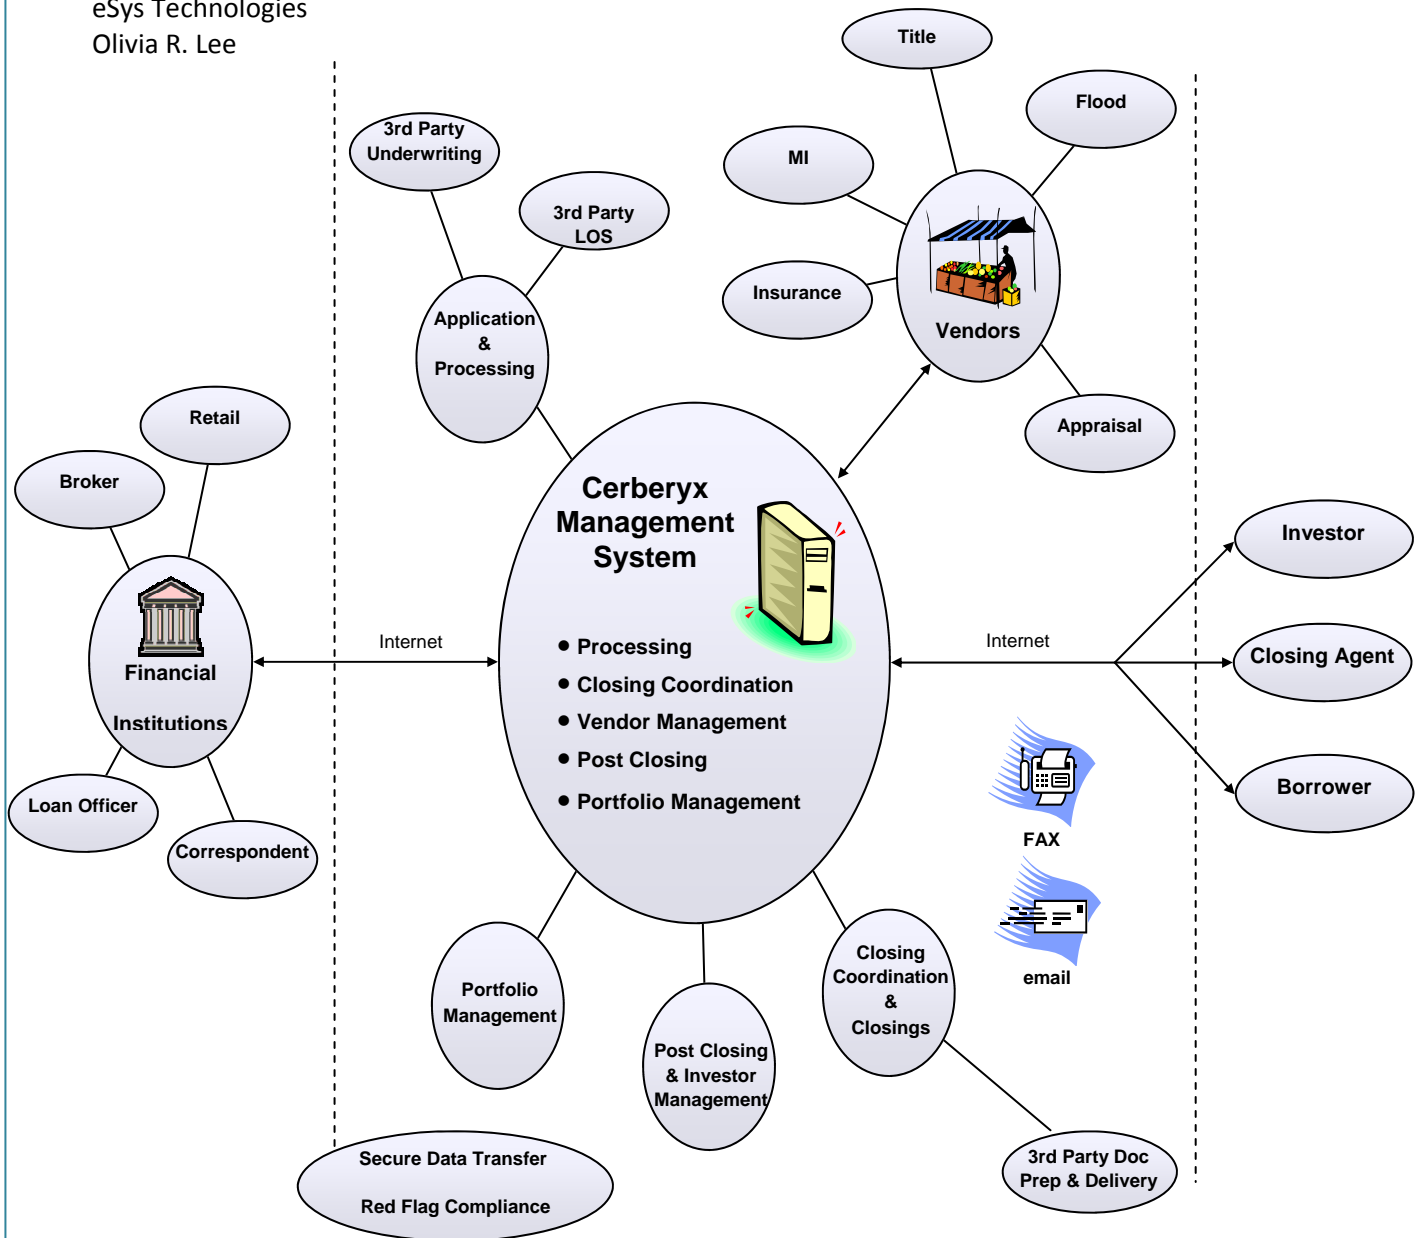 eSys Technologies
Olivia R. Lee
Title
Flood
MI
Insurance
Vendors
Appraisal
3rd Party
Underwriting
3rd Party
LOS
Application
&
Processing
Retail
Broker
Financial
Institutions
Loan Officer
Correspondent
Internet
Cerberyx
Management
System
• Processing
• Closing Coordination
• Vendor Management
• Post Closing
• Portfolio Management
Internet
Investor
Closing Agent
Borrower
FAX
email
Portfolio
Management
Post Closing
& Investor
Management
Closing
Coordination
&
Closings
3rd Party Doc
Prep & Delivery
Secure Data Transfer
Red Flag Compliance